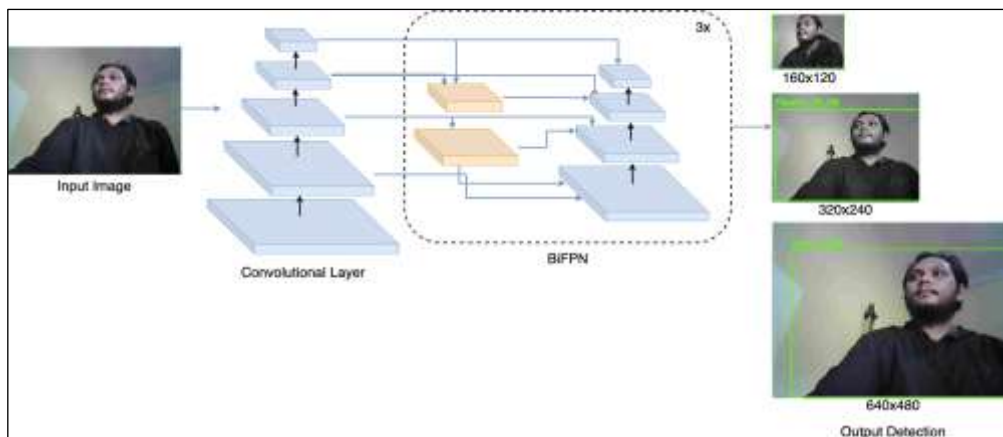 3x
160x120
Input Image
320x240
BiFPN
Convolutional Layer
640x480
Output Detection